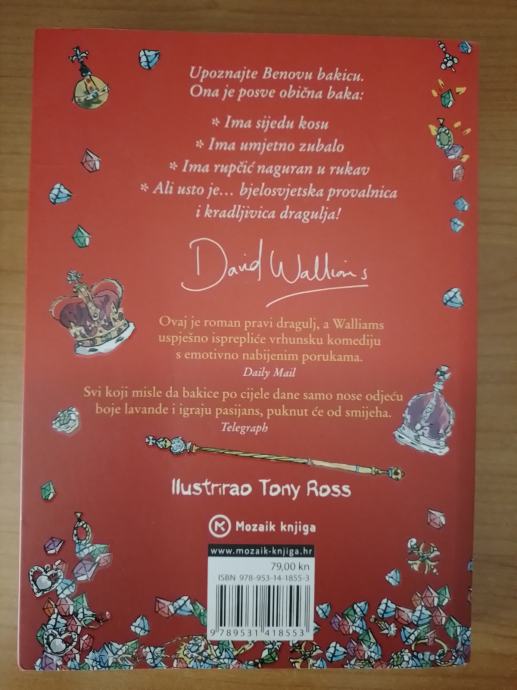 Upoznajte Benovu bakicu.
Ona je posve obična baka:
* Ima sijedu kosu
* Ima umjetno zubalo
* Ima rupčić naguran u rukav
* Ali usto je... bjelosvjetska provalnica
i kradljivica dragulja!
David Walliams
Ovaj je roman pravi dragulj, a Walliams
uspješno isprepliće vrhunsku komediju
s emotivno nabijenim porukama.
Daily Mail
Svi koji misle da bakice po cijele dane samo nose odjeću
boje lavande i igraju pasijans, puknut će od smijeha.
Telegraph
Ilustrirao Tony Ross
Mozaik knjiga
www.mozaik-knjiga.hr
79,00 kn
ISBN 978-953-14-1855-3
9 789531 418553